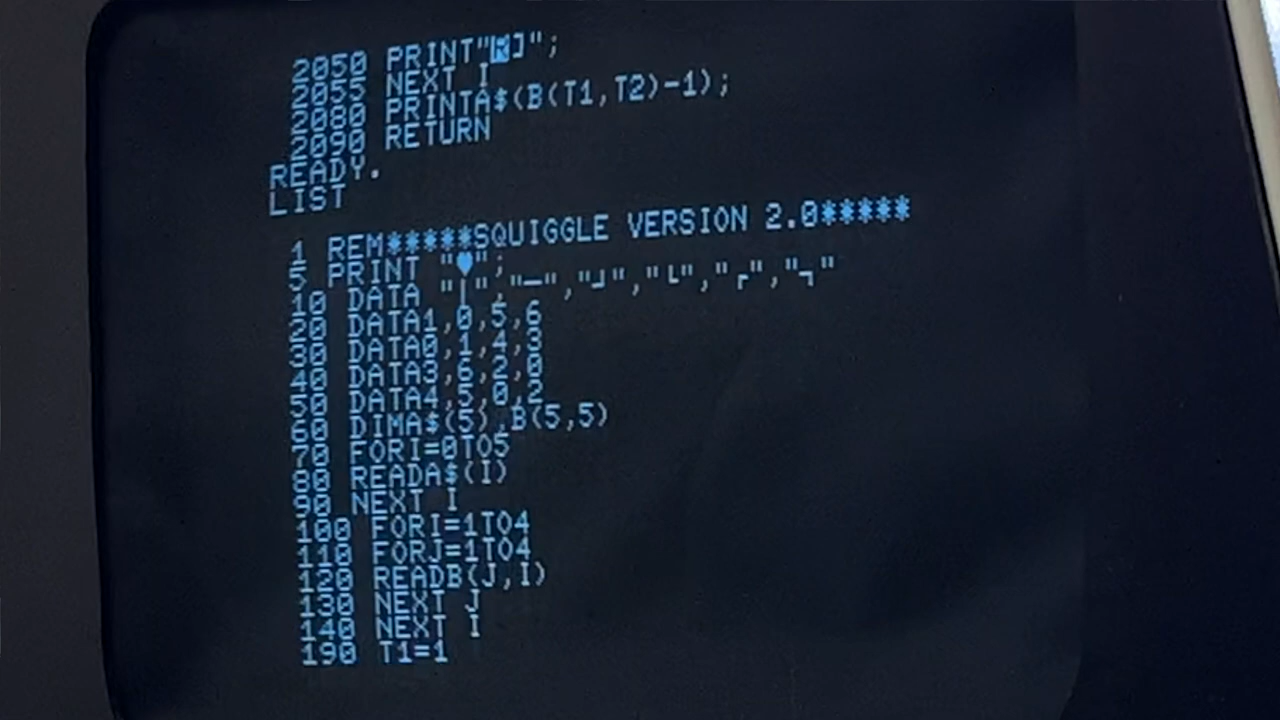 2050 PRINT"R]";
2055 NEXT I
2080 PRINTA$(B(T1,T2)-1);
2090 RETURN
READY.
LIST
1 REM*****SQUIGGLE VERSION 2.0*****
5 PRINT "♥";
10 DATA "│","─","┘","└","┌","┐"
20 DATA1,0,5,6
30 DATA0,1,4,3
40 DATA3,6,2,0
50 DATA4,5,0,2
60 DIMA$(5),B(5,5)
70 FORI=0TO5
80 READA$(I)
90 NEXT I
100 FORI=1TO4
110 FORJ=1TO4
120 READB(J,I)
130 NEXT J
140 NEXT I
190 T1=1